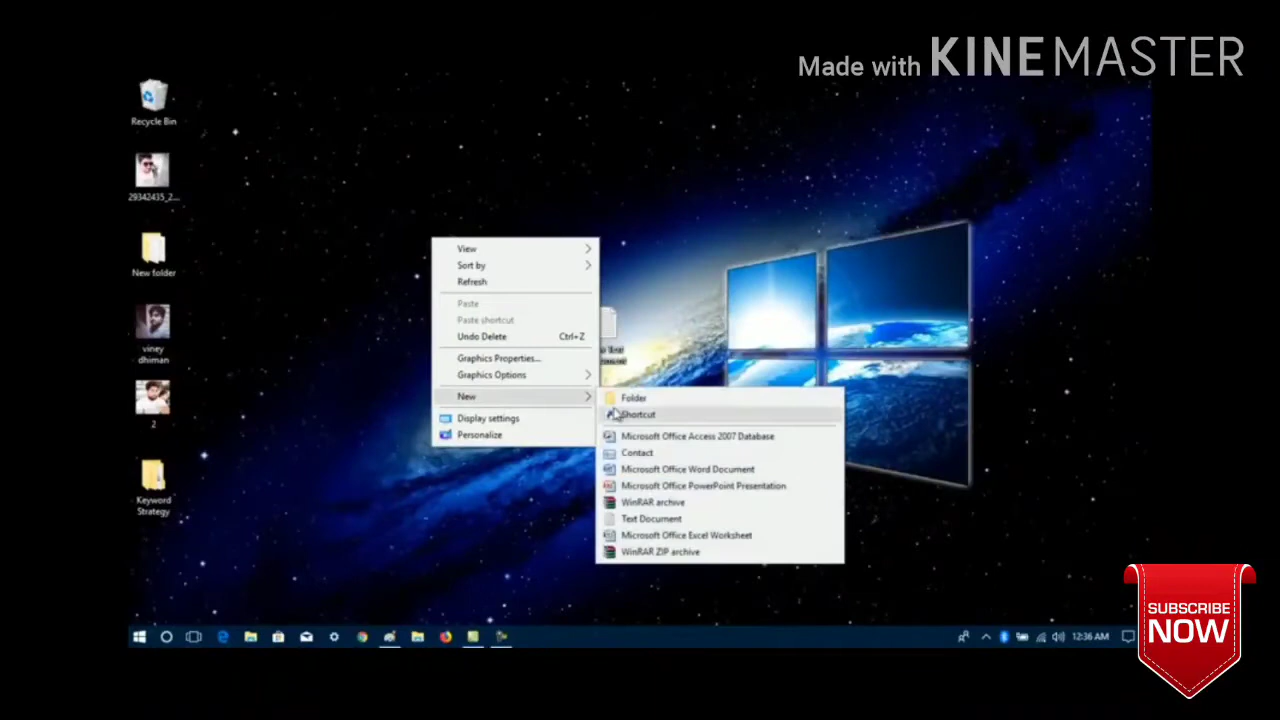 Made with KINEMASTER
Recycle Bin
29342435_2...
New folder
viney
dhiman
2
Keyword
Strategy
View
Sort by
Refresh
Paste
Paste shortcut
Undo Delete Ctrl+Z
Graphics Properties...
Graphics Options
New
Display settings
Personalize
Folder
Shortcut
Microsoft Office Access 2007 Database
Contact
Microsoft Office Word Document
Microsoft Office PowerPoint Presentation
WinRAR archive
Text Document
Microsoft Office Excel Worksheet
WinRAR ZIP archive
12:36 AM
SUBSCRIBE
NOW